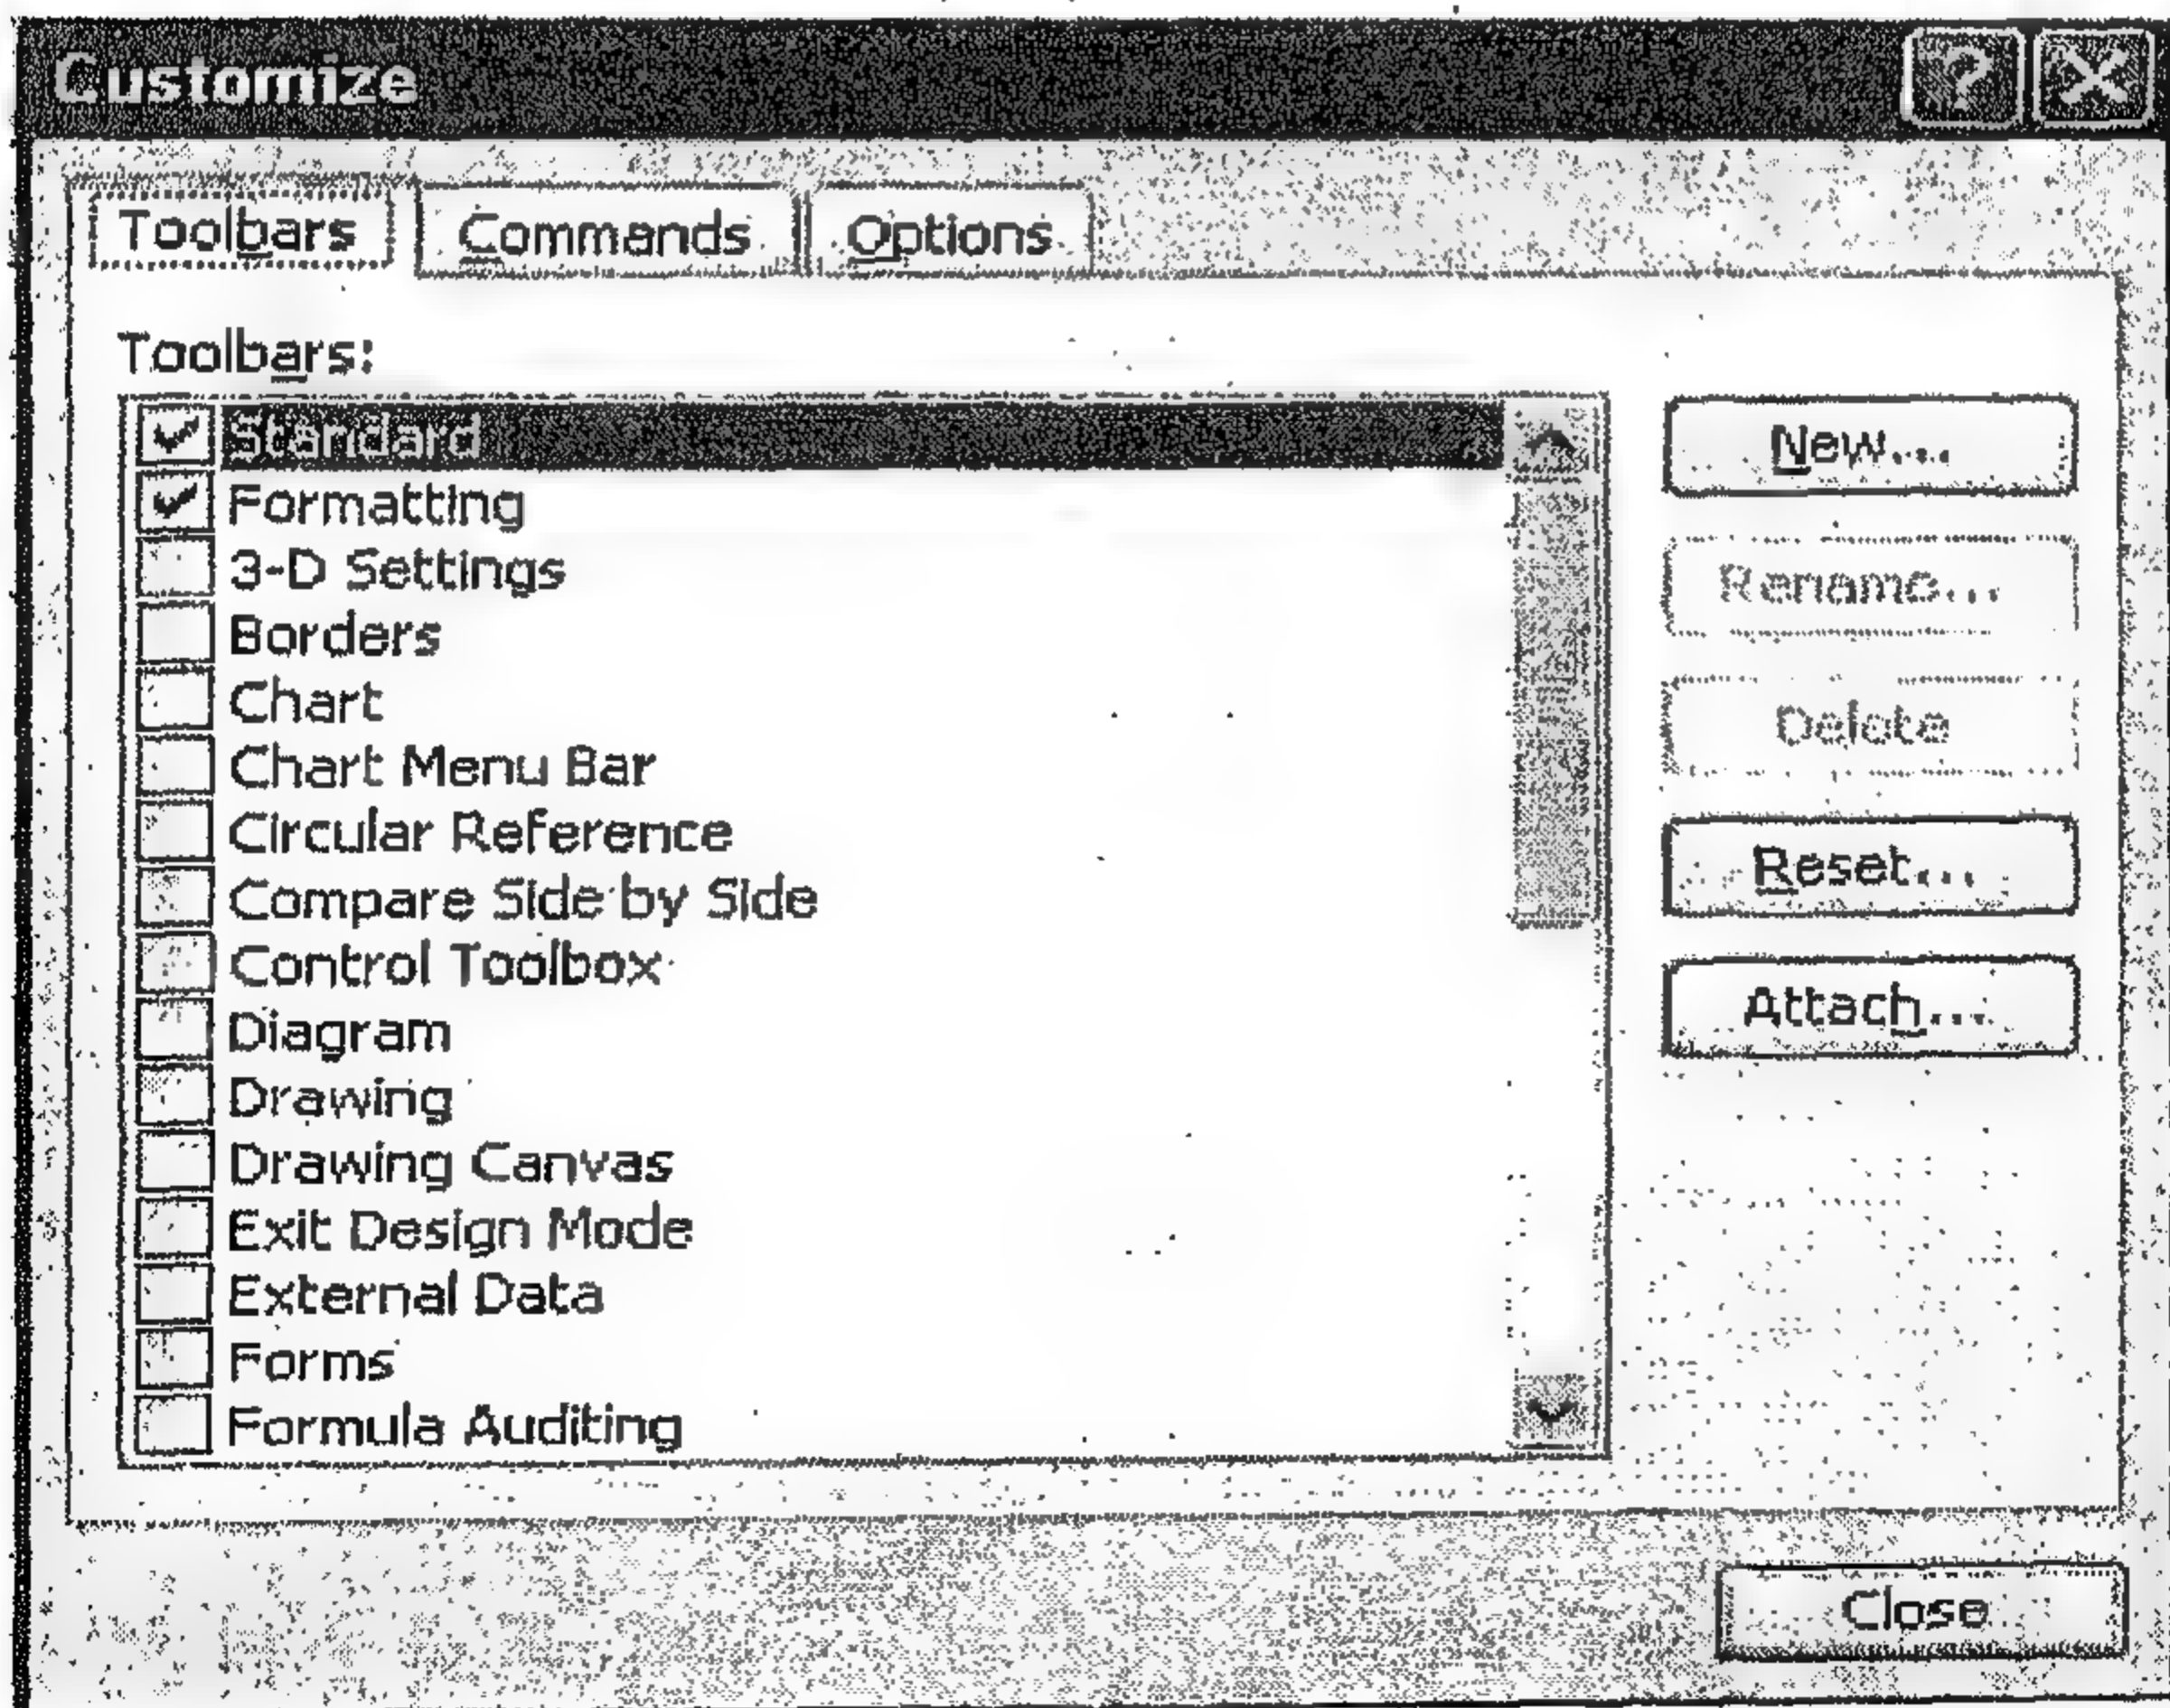 Customize
Toolbars Commands Options
Toolbars:
Standard
Formatting
3-D Settings
Borders
Chart
Chart Menu Bar
Circular Reference
Compare Side by Side
Control Toolbox
Diagram
Drawing
Drawing Canvas
Exit Design Mode
External Data
Forms
Formula Auditing
New...
Rename...
Delete
Reset...
Attach...
Close